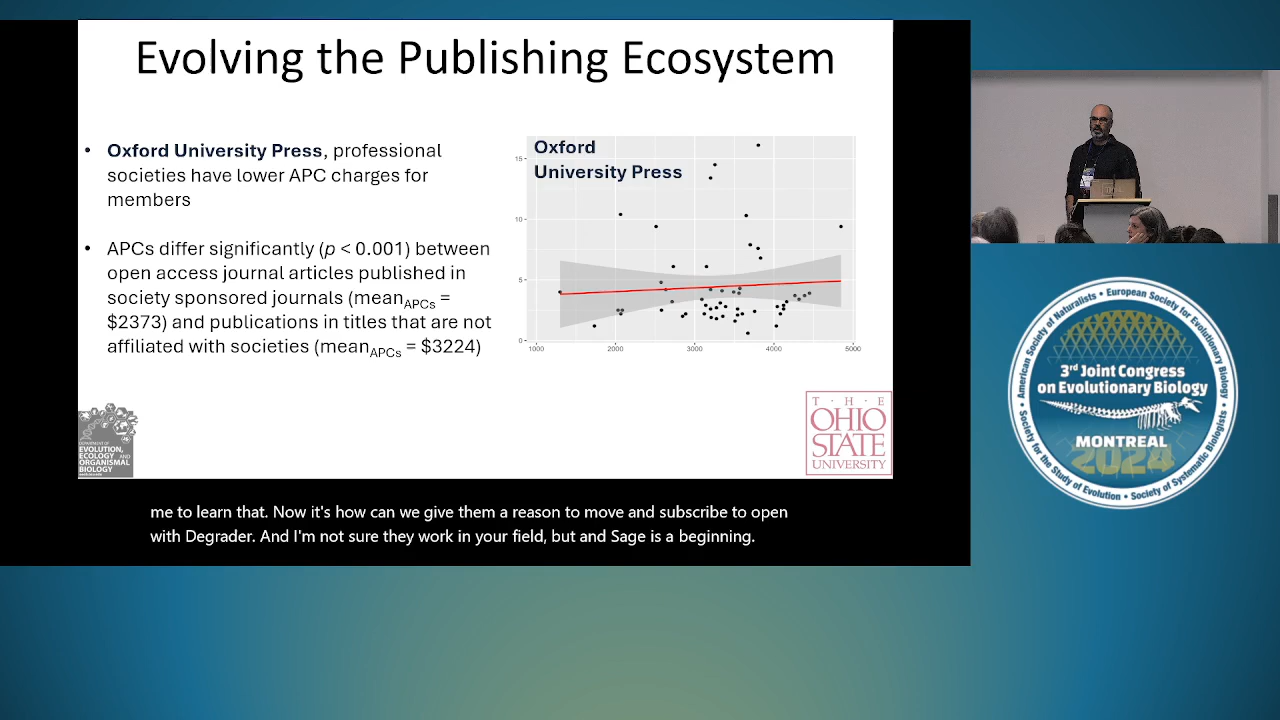 Evolving the Publishing Ecosystem
• Oxford University Press, professional
societies have lower APC charges for
members
• APCs differ significantly (p < 0.001) between
open access journal articles published in
society sponsored journals (meanAPCs =
$2373) and publications in titles that are not
affiliated with societies (meanAPCs = $3224)
Oxford
University Press
15
10
5
0
1000 2000 3000 4000 5000
EVOLUTION,
ECOLOGY AND
ORGANISMAL
BIOLOGY
T · H · E
OHIO
STATE
UNIVERSITY
me to learn that. Now it's how can we give them a reason to move and subscribe to open
with Degrader. And I'm not sure they work in your field, but and Sage is a beginning.
American Society of Naturalists • European Society for Evolutionary Biology
3rd Joint Congress
on Evolutionary Biology
MONTREAL
2024
Society for the Study of Evolution • Society of Systematic Biologists